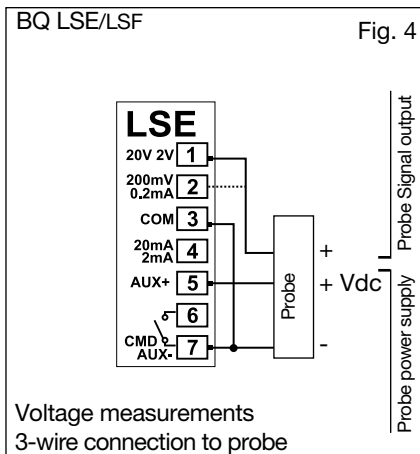 BQ LSE/LSF
Fig. 4
LSE
20V 2V 1
200mV
0.2mA 2
COM 3
20mA
2mA 4
AUX+ 5
6
CMD
AUX- 7
Probe
+
+ Vdc
-
Probe Signal output
Probe power supply
Voltage measurements
3-wire connection to probe